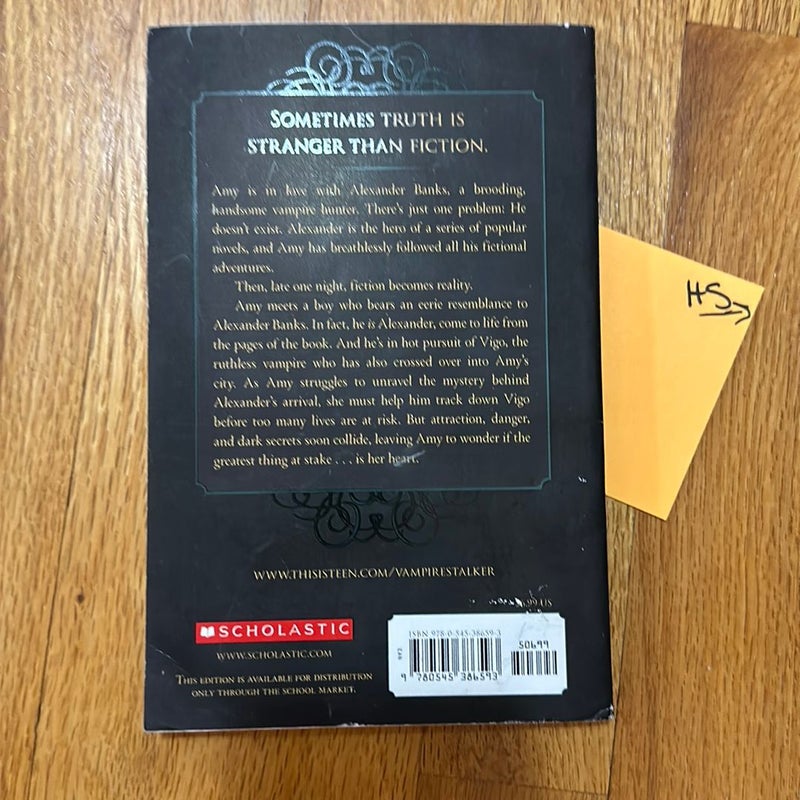 SOMETIMES TRUTH IS
STRANGER THAN FICTION.
Amy is in love with Alexander Banks, a brooding,
handsome vampire hunter. There's just one problem: He
doesn't exist. Alexander is the hero of a series of popular
novels, and Amy has breathlessly followed all his fictional
adventures.
Then, late one night, fiction becomes reality.
Amy meets a boy who bears an eerie resemblance to
Alexander Banks. In fact, he is Alexander, come to life from
the pages of the book. And he's in hot pursuit of Vigo, the
ruthless vampire who has also crossed over into Amy's
city. As Amy struggles to unravel the mystery behind
Alexander's arrival, she must help him track down Vigo
before too many lives are at risk. But attraction, danger,
and dark secrets soon collide, leaving Amy to wonder if the
greatest thing at stake . . . is her heart.
HS
WWW.THISISTEEN.COM/VAMPIRESTALKER
.99 US
SCHOLASTIC
WWW.SCHOLASTIC.COM
THIS EDITION IS AVAILABLE FOR DISTRIBUTION
ONLY THROUGH THE SCHOOL MARKET.
ISBN 978-0-545-38659-3
50699
9 780545 386593